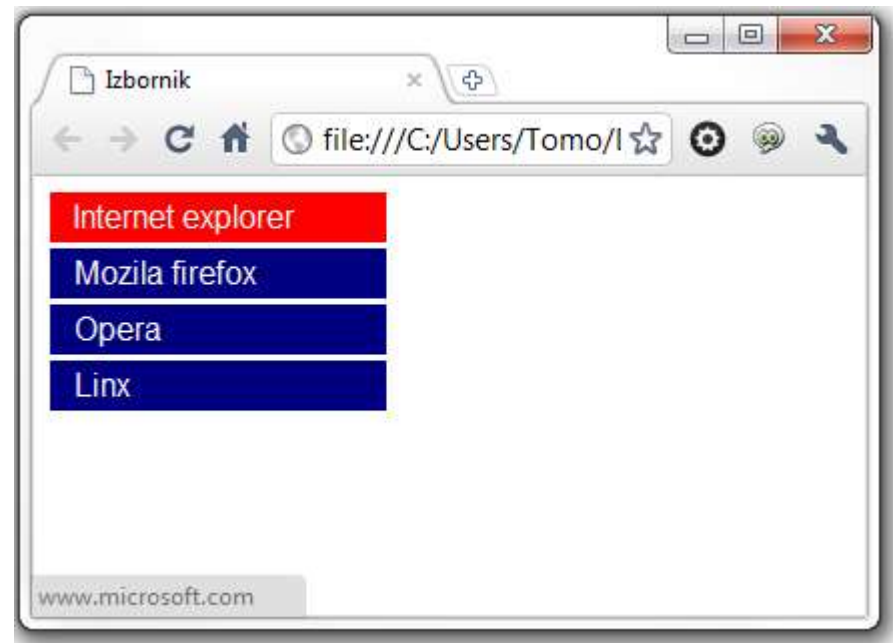 Izbornik
file:///C:/Users/Tomo/
Internet explorer
Mozila firefox
Opera
Linx
www.microsoft.com